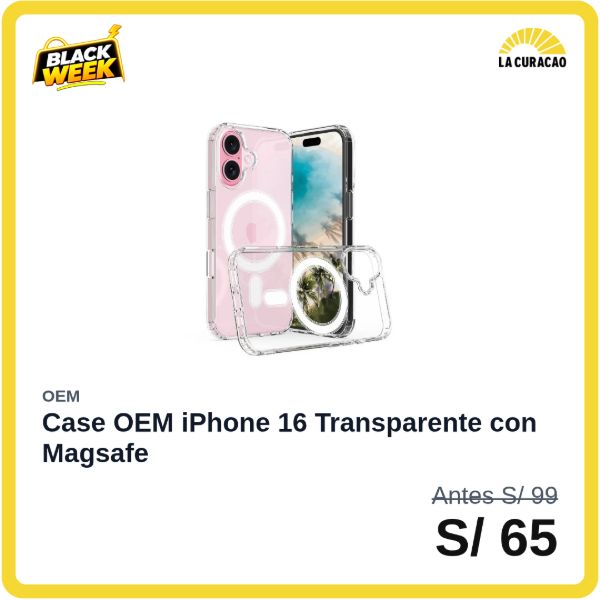 BLACK
WEEK
LA CURACAO
OEM
Case OEM iPhone 16 Transparente con
Magsafe
Antes S/ 99
S/ 65